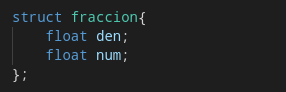 struct fraccion{
    float den;
    float num;
};